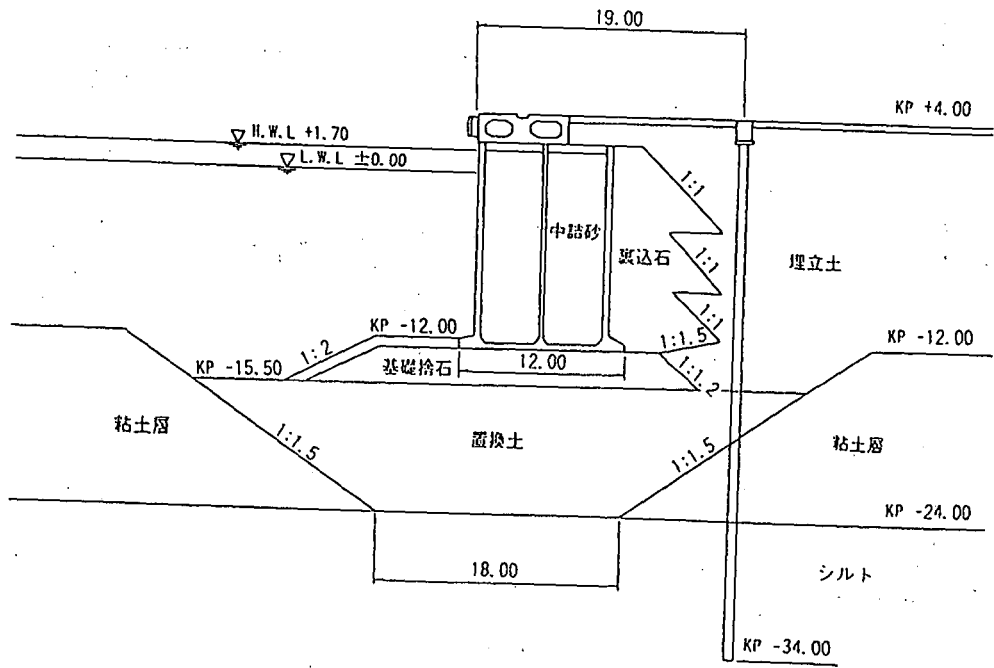 19.00
KP +4.00
H.W.L +1.70
L.W.L ±0.00
1:1
中詰砂
裏込石
1:1
埋立土
1:1
KP -12.00
1:1.5
KP -12.00
1:2
12.00
KP -15.50
基礎捨石
1:1.2
粘土層
1:1.5
置換土
1:1.5
粘土層
KP -24.00
18.00
シルト
KP -34.00